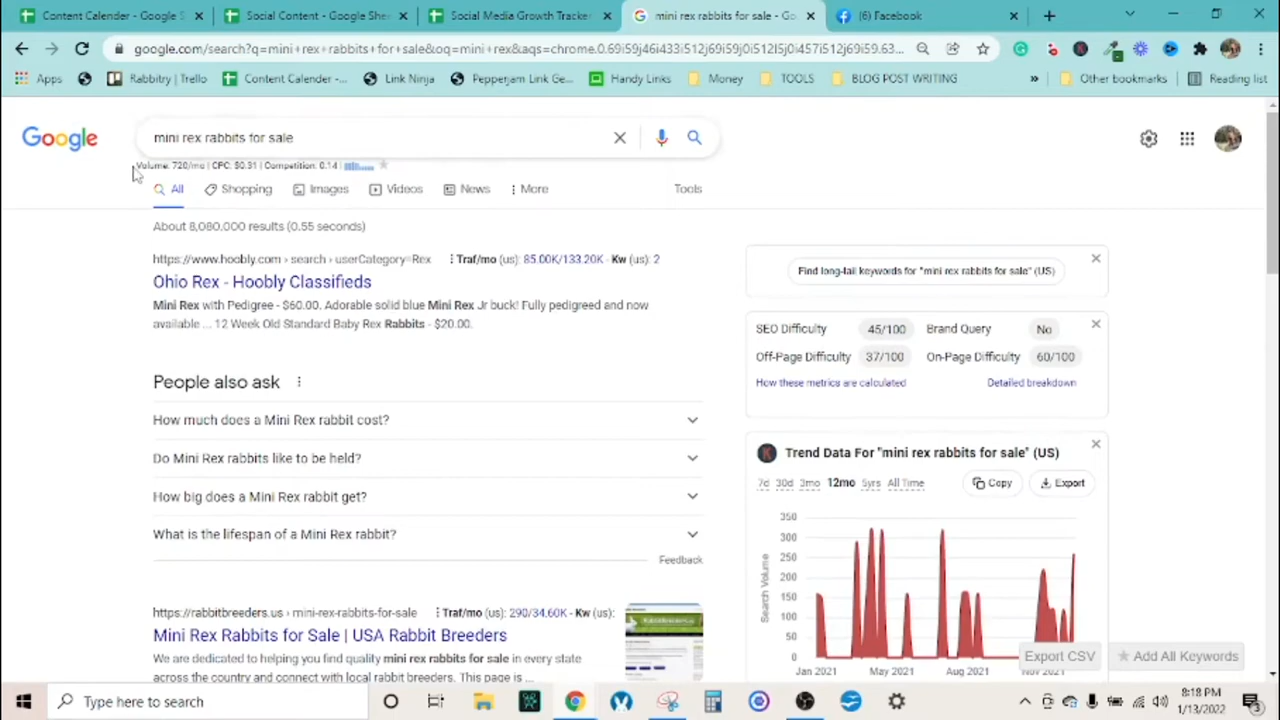 Content Calender - Google S
Social Content - Google She
Social Media Growth Tracker
mini rex rabbits for sale - Go
(6) Facebook
google.com/search?q=mini+rex+rabbits+for+sale&oq=mini+rex&aqs=chrome.0.69i59j46i433i512j69i59j0i512l5j0i457i512j69i59.63...
Apps
Rabbitry | Trello
Content Calender -...
Link Ninja
Pepperjam Link Ge...
Handy Links
Money
TOOLS
BLOG POST WRITING
»
Other bookmarks
Reading list
Google
mini rex rabbits for sale
Volume: 720/mo | CPC: $0.31 | Competition: 0.14 |
All
Shopping
Images
Videos
News
More
Tools
About 8,080,000 results (0.55 seconds)
https://www.hoobly.com › search › userCategory=Rex
Traf/mo (us): 85.00K/133.20K - Kw (us): 2
Ohio Rex - Hoobly Classifieds
Mini Rex with Pedigree - $60.00. Adorable solid blue Mini Rex Jr buck! Fully pedigreed and now
available ... 12 Week Old Standard Baby Rex Rabbits - $20.00.
People also ask
How much does a Mini Rex rabbit cost?
Do Mini Rex rabbits like to be held?
How big does a Mini Rex rabbit get?
What is the lifespan of a Mini Rex rabbit?
Feedback
https://rabbitbreeders.us › mini-rex-rabbits-for-sale
Traf/mo (us): 290/34.60K - Kw (us):
Mini Rex Rabbits for Sale | USA Rabbit Breeders
We are dedicated to helping you find quality mini rex rabbits for sale in every state
across the country and connect with local rabbit breeders. This page is ...
Find long-tail keywords for "mini rex rabbits for sale" (US)
SEO Difficulty
45/100
Brand Query
No
Off-Page Difficulty
37/100
On-Page Difficulty
60/100
How these metrics are calculated
Detailed breakdown
Trend Data For "mini rex rabbits for sale" (US)
7d
30d
3mo
12mo
5yrs
All Time
Copy
Export
350
300
250
200
150
100
50
0
Search Volume
Jan 2021
May 2021
Aug 2021
Nov 2021
Export CSV
Add All Keywords
Type here to search
8:18 PM
1/13/2022
3